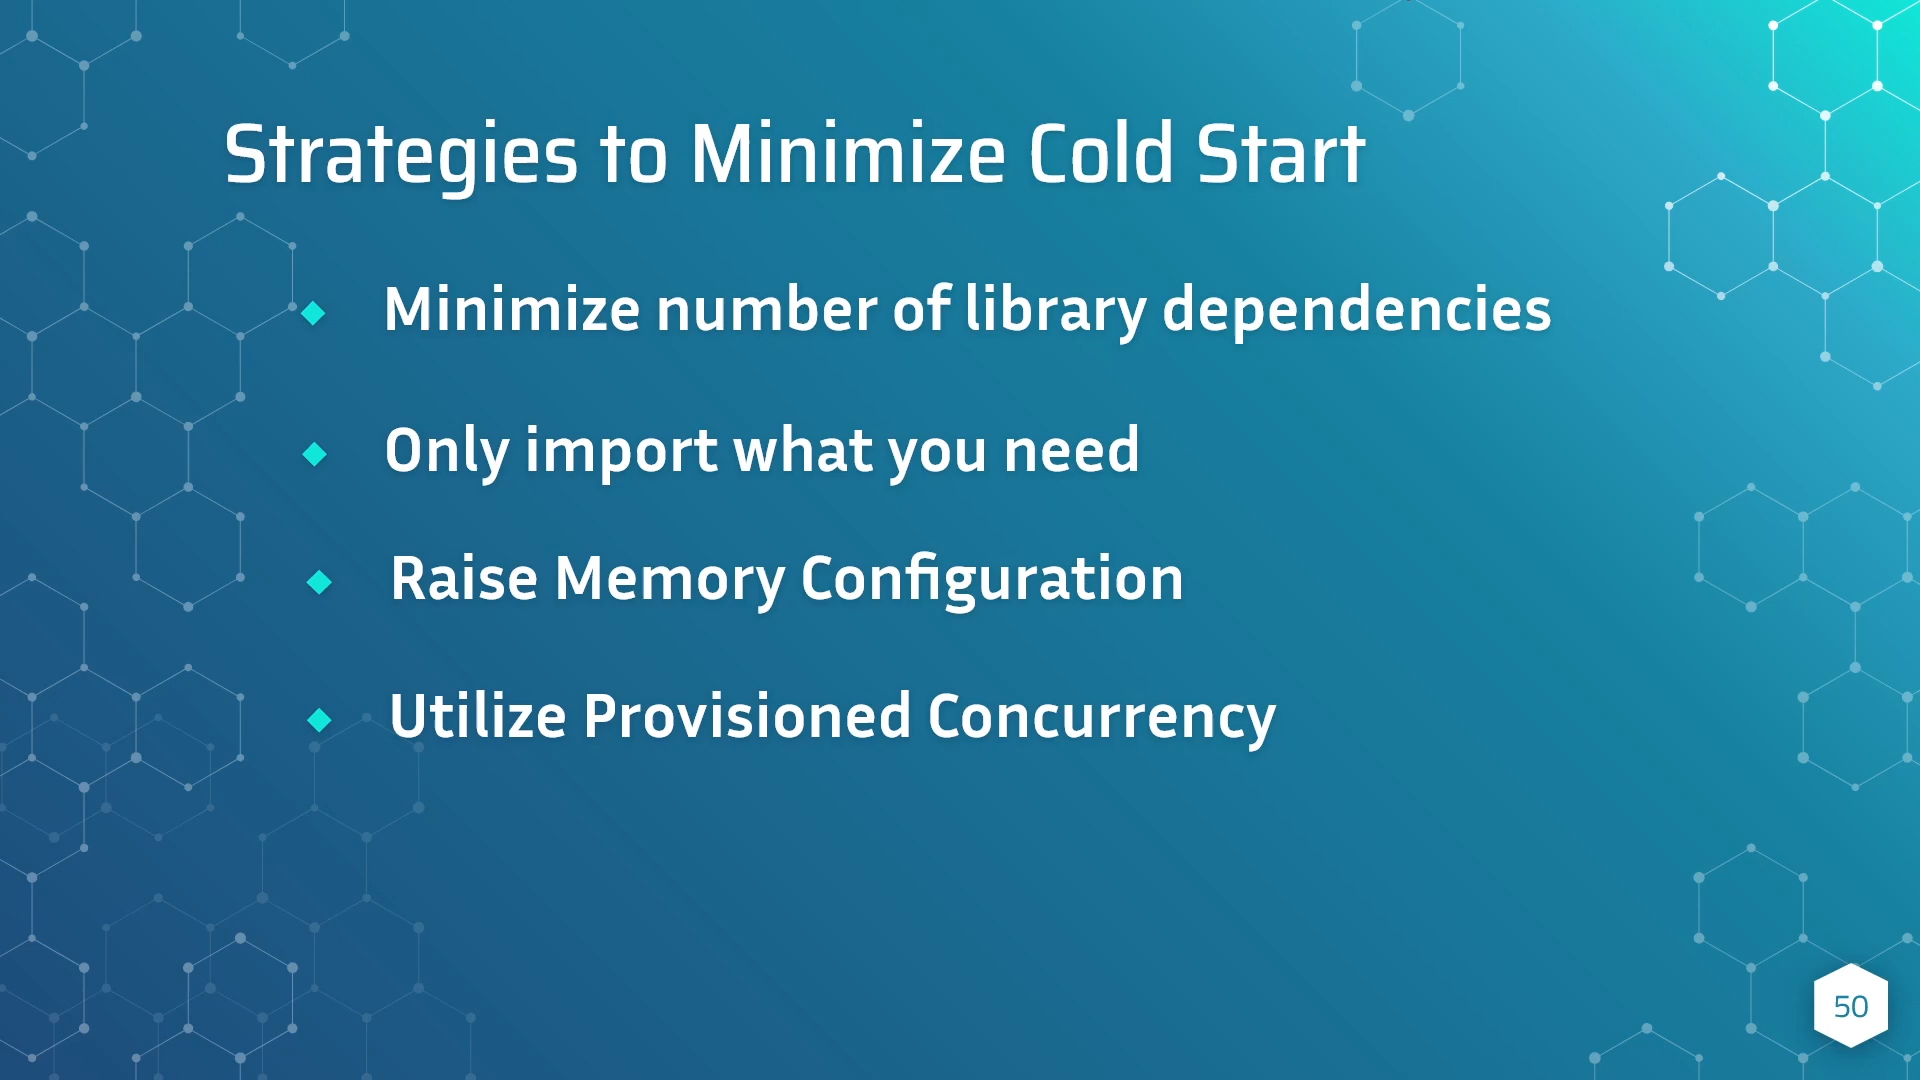 Strategies to Minimize Cold Start
Minimize number of library dependencies
Only import what you need
Raise Memory Configuration
Utilize Provisioned Concurrency
50